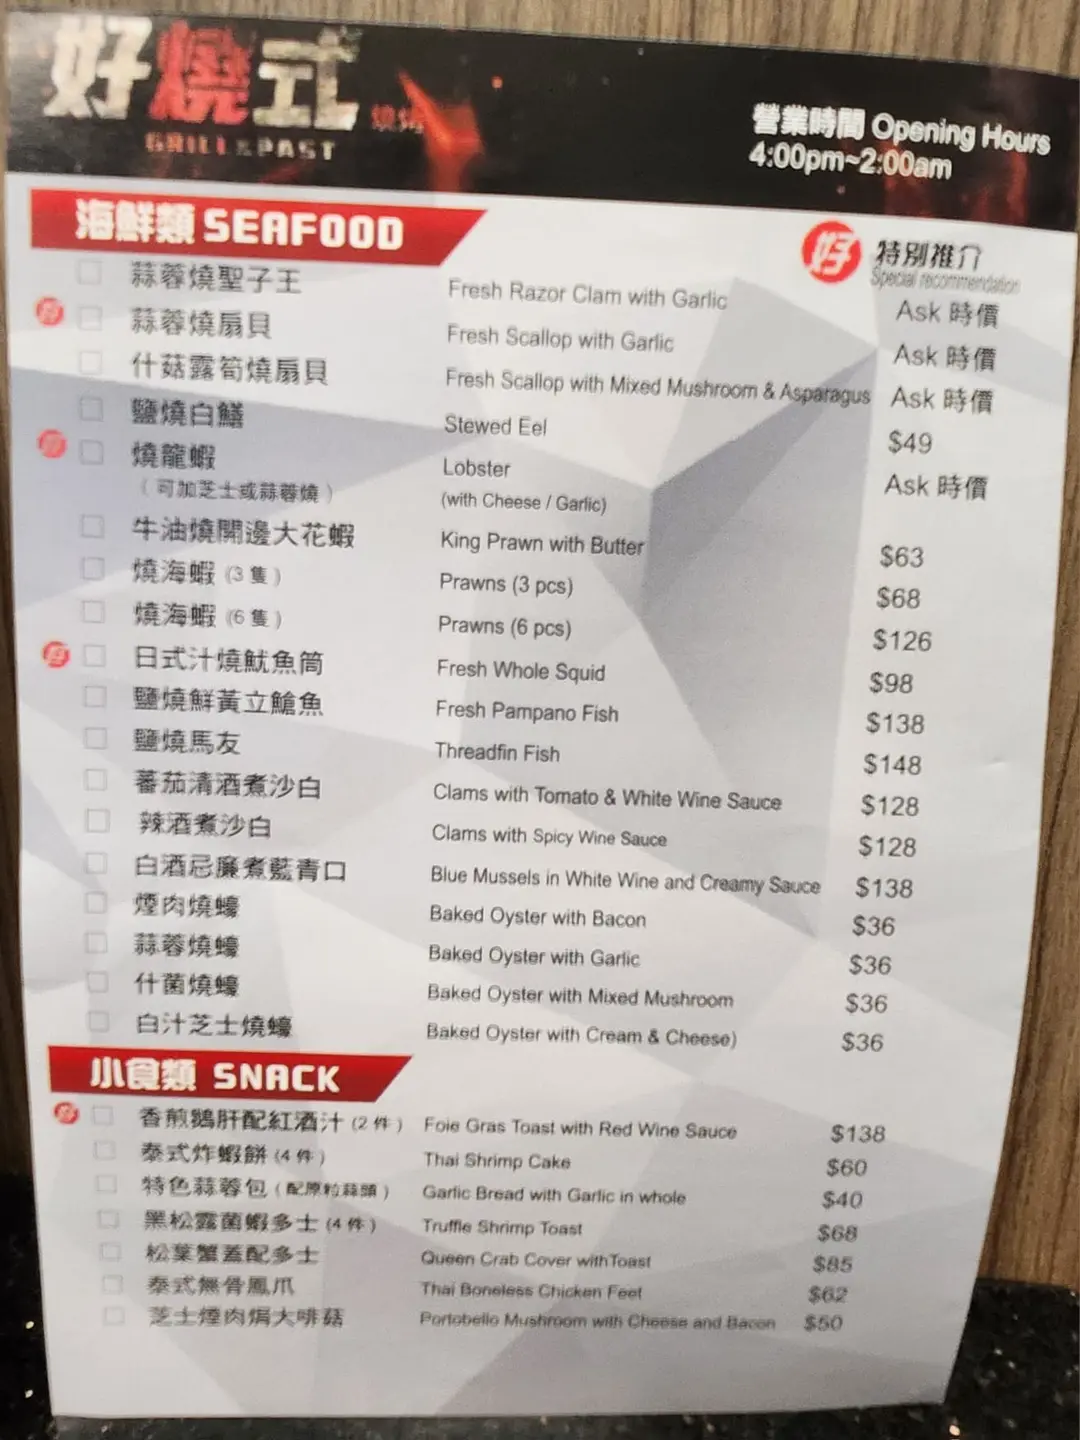 好燒式 燒烤
GRILL & PAST
營業時間 Opening Hours
4:00pm~2:00am
海鮮類 SEAFOOD
好 特別推介
Special recommendation
蒜蓉燒聖子王 Fresh Razor Clam with Garlic Ask 時價
好 蒜蓉燒扇貝 Fresh Scallop with Garlic Ask 時價
什菇露筍燒扇貝 Fresh Scallop with Mixed Mushroom & Asparagus Ask 時價
鹽燒白鱔 Stewed Eel $49
好 燒龍蝦 Lobster Ask 時價
(可加芝士或蒜蓉燒) (with Cheese / Garlic)
牛油燒開邊大花蝦 King Prawn with Butter $63
燒海蝦 (3 隻) Prawns (3 pcs) $68
燒海蝦 (6 隻) Prawns (6 pcs) $126
好 日式汁燒魷魚筒 Fresh Whole Squid $98
鹽燒鮮黃立鯧魚 Fresh Pampano Fish $138
鹽燒馬友 Threadfin Fish $148
蕃茄清酒煮沙白 Clams with Tomato & White Wine Sauce $128
辣酒煮沙白 Clams with Spicy Wine Sauce $128
白酒忌廉煮藍青口 Blue Mussels in White Wine and Creamy Sauce $138
煙肉燒蠔 Baked Oyster with Bacon $36
蒜蓉燒蠔 Baked Oyster with Garlic $36
什菌燒蠔 Baked Oyster with Mixed Mushroom $36
白汁芝士燒蠔 Baked Oyster with Cream & Cheese) $36
小食類 SNACK
好 香煎鵝肝配紅酒汁 (2 件) Foie Gras Toast with Red Wine Sauce $138
泰式炸蝦餅 (4 件) Thai Shrimp Cake $60
特色蒜蓉包 (配原粒蒜頭) Garlic Bread with Garlic in whole $40
黑松露菌蝦多士 (4 件) Truffle Shrimp Toast $68
松葉蟹蓋配多士 Queen Crab Cover withToast $85
泰式無骨鳳爪 Thai Boneless Chicken Feet $62
芝士煙肉焗大啡菇 Portobello Mushroom with Cheese and Bacon $50